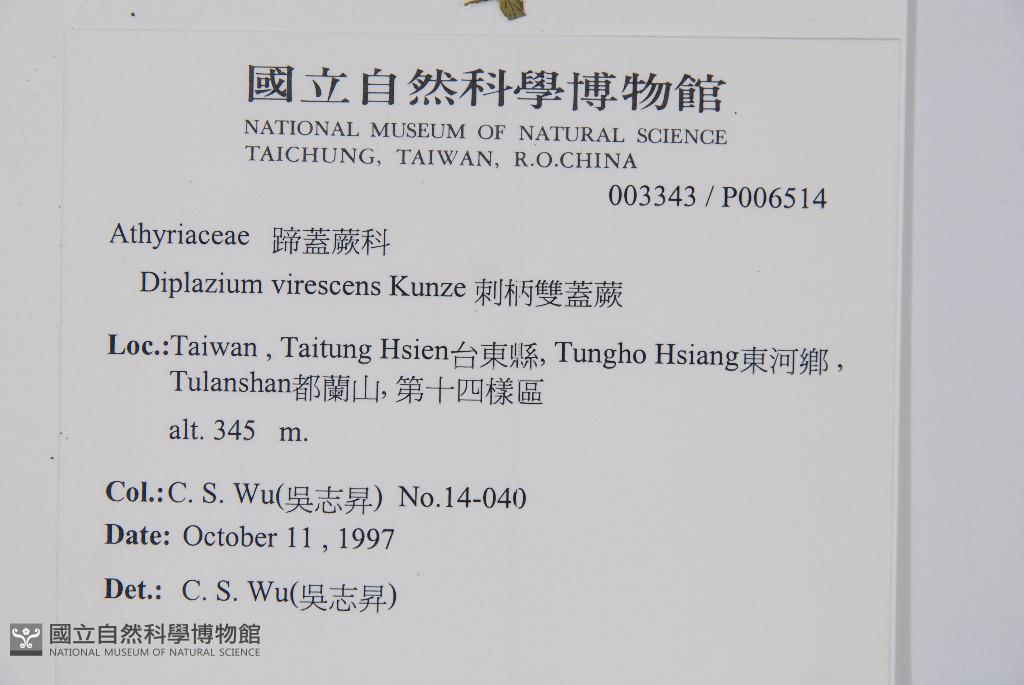 國立自然科學博物館
NATIONAL MUSEUM OF NATURAL SCIENCE
TAICHUNG, TAIWAN, R.O.CHINA
003343 / P006514
Athyriaceae 蹄蓋蕨科
Diplazium virescens Kunze 刺柄雙蓋蕨
Loc.:Taiwan , Taitung Hsien台東縣, Tungho Hsiang東河鄉 ,
Tulanshan都蘭山, 第十四樣區
alt. 345 m.
Col.:C. S. Wu(吳志昇) No.14-040
Date: October 11 , 1997
Det.: C. S. Wu(吳志昇)
國立自然科學博物館
NATIONAL MUSEUM OF NATURAL SCIENCE